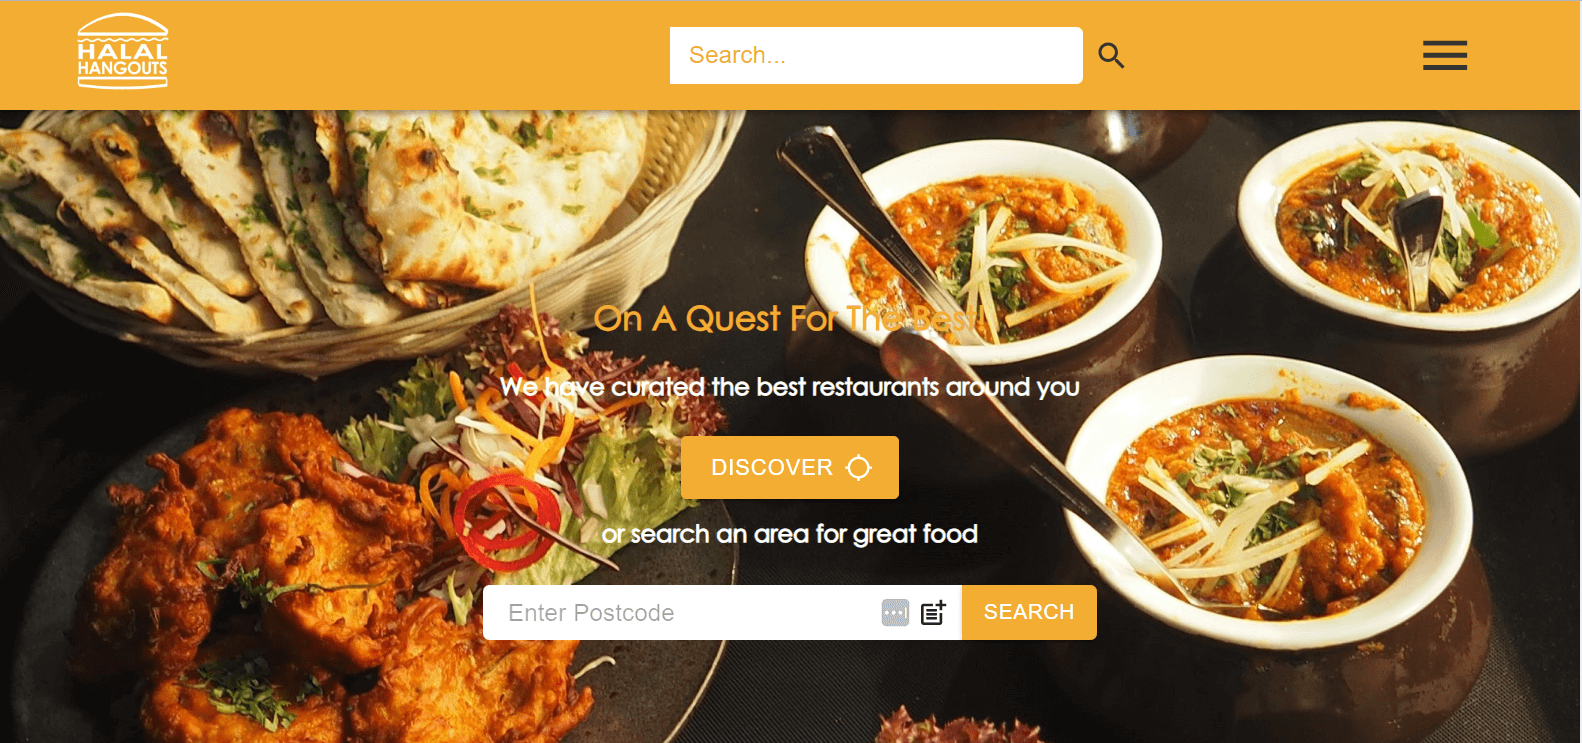 HALAL
HANGOUTS
Search...
On A Quest For The Best!
We have curated the best restaurants around you
DISCOVER
or search an area for great food
Enter Postcode
SEARCH